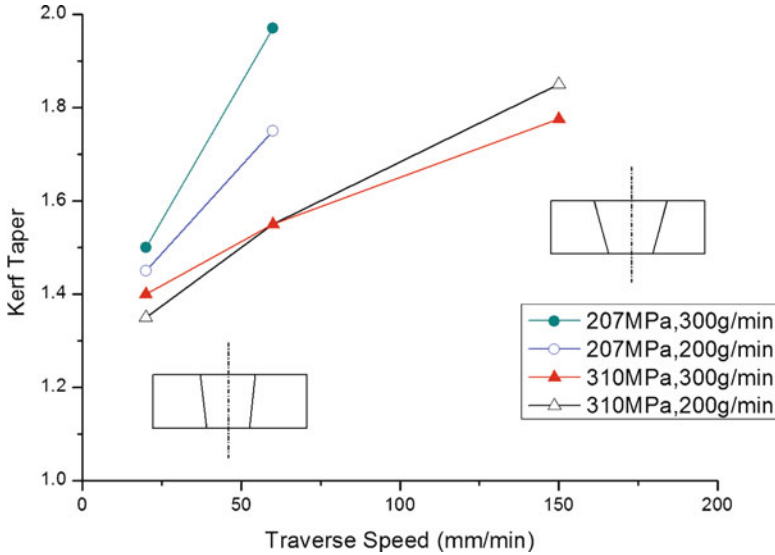 2.0
1.8
1.6
1.4
1.2
1.0
Kerf Taper
207MPa,300g/min
207MPa,200g/min
310MPa,300g/min
310MPa,200g/min
0 50 100 150 200
Traverse Speed (mm/min)